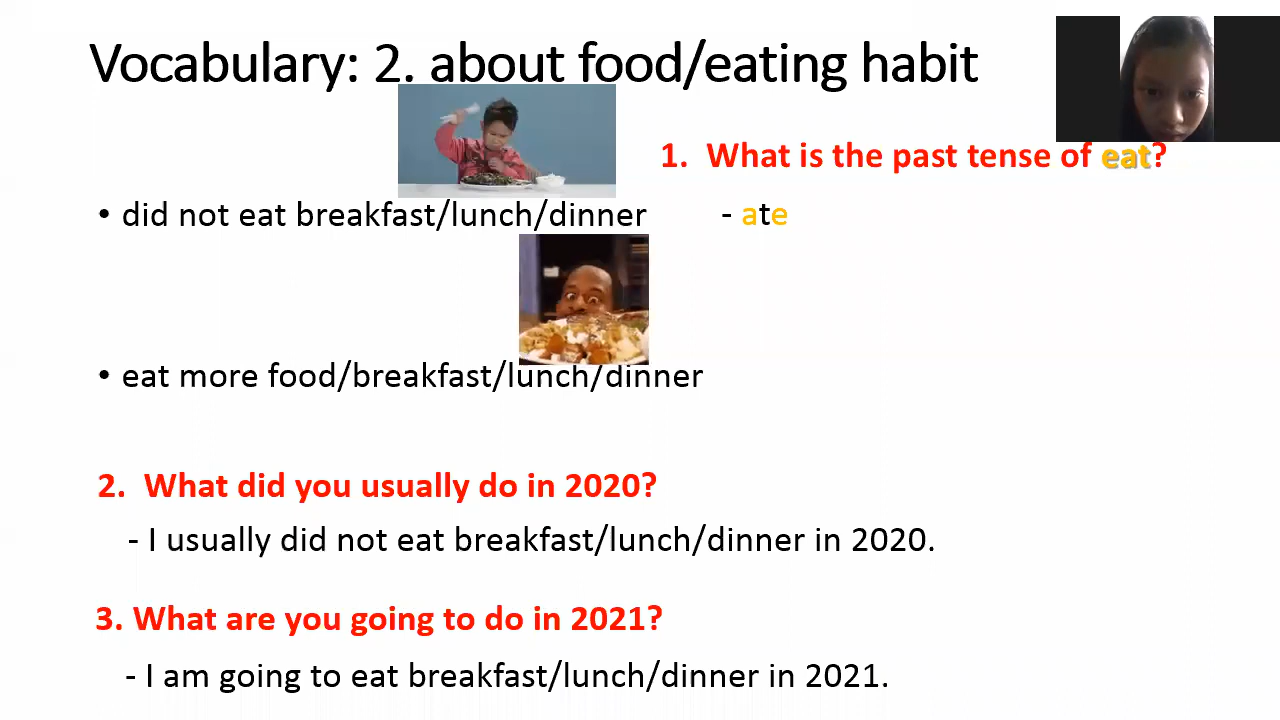 Vocabulary: 2. about food/eating habit
1. What is the past tense of eat?
• did not eat breakfast/lunch/dinner
- ate
• eat more food/breakfast/lunch/dinner
2. What did you usually do in 2020?
- I usually did not eat breakfast/lunch/dinner in 2020.
3. What are you going to do in 2021?
- I am going to eat breakfast/lunch/dinner in 2021.